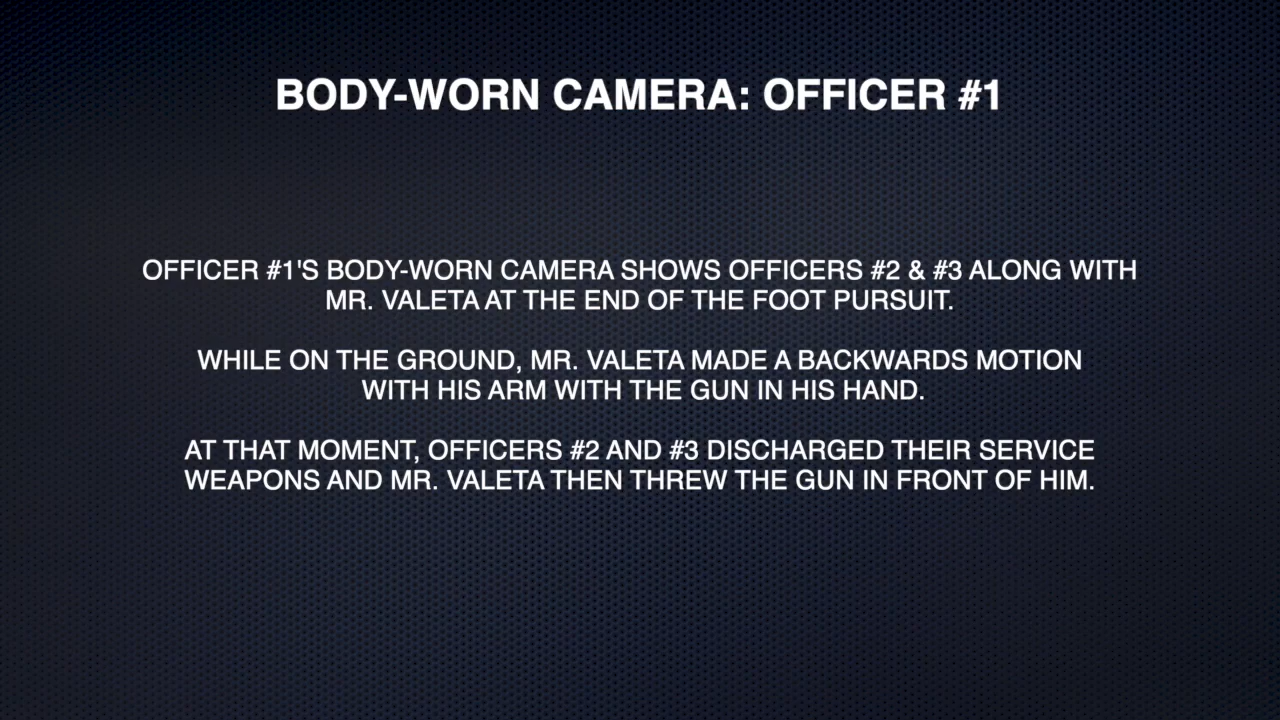 BODY-WORN CAMERA: OFFICER #1
OFFICER #1'S BODY-WORN CAMERA SHOWS OFFICERS #2 & #3 ALONG WITH
MR. VALETA AT THE END OF THE FOOT PURSUIT.
WHILE ON THE GROUND, MR. VALETA MADE A BACKWARDS MOTION
WITH HIS ARM WITH THE GUN IN HIS HAND.
AT THAT MOMENT, OFFICERS #2 AND #3 DISCHARGED THEIR SERVICE
WEAPONS AND MR. VALETA THEN THREW THE GUN IN FRONT OF HIM.